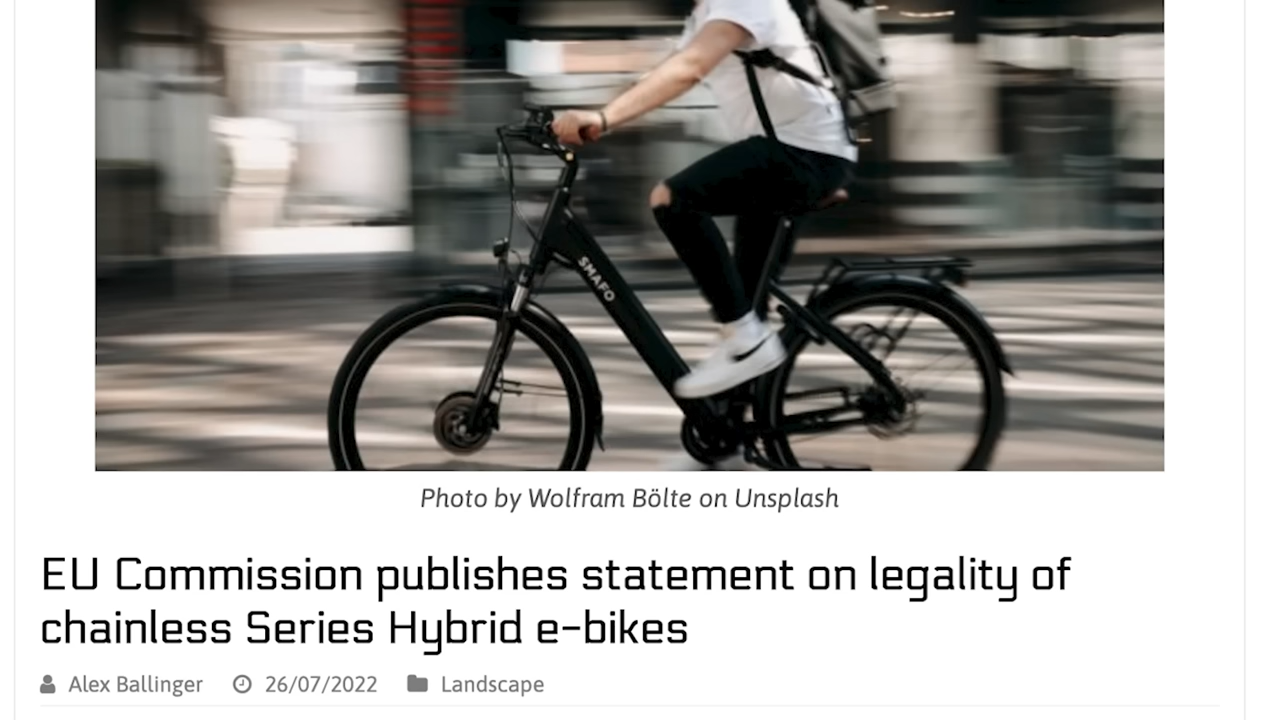 SMAFO
Photo by Wolfram Bölte on Unsplash
EU Commission publishes statement on legality of
chainless Series Hybrid e-bikes
Alex Ballinger 26/07/2022 Landscape